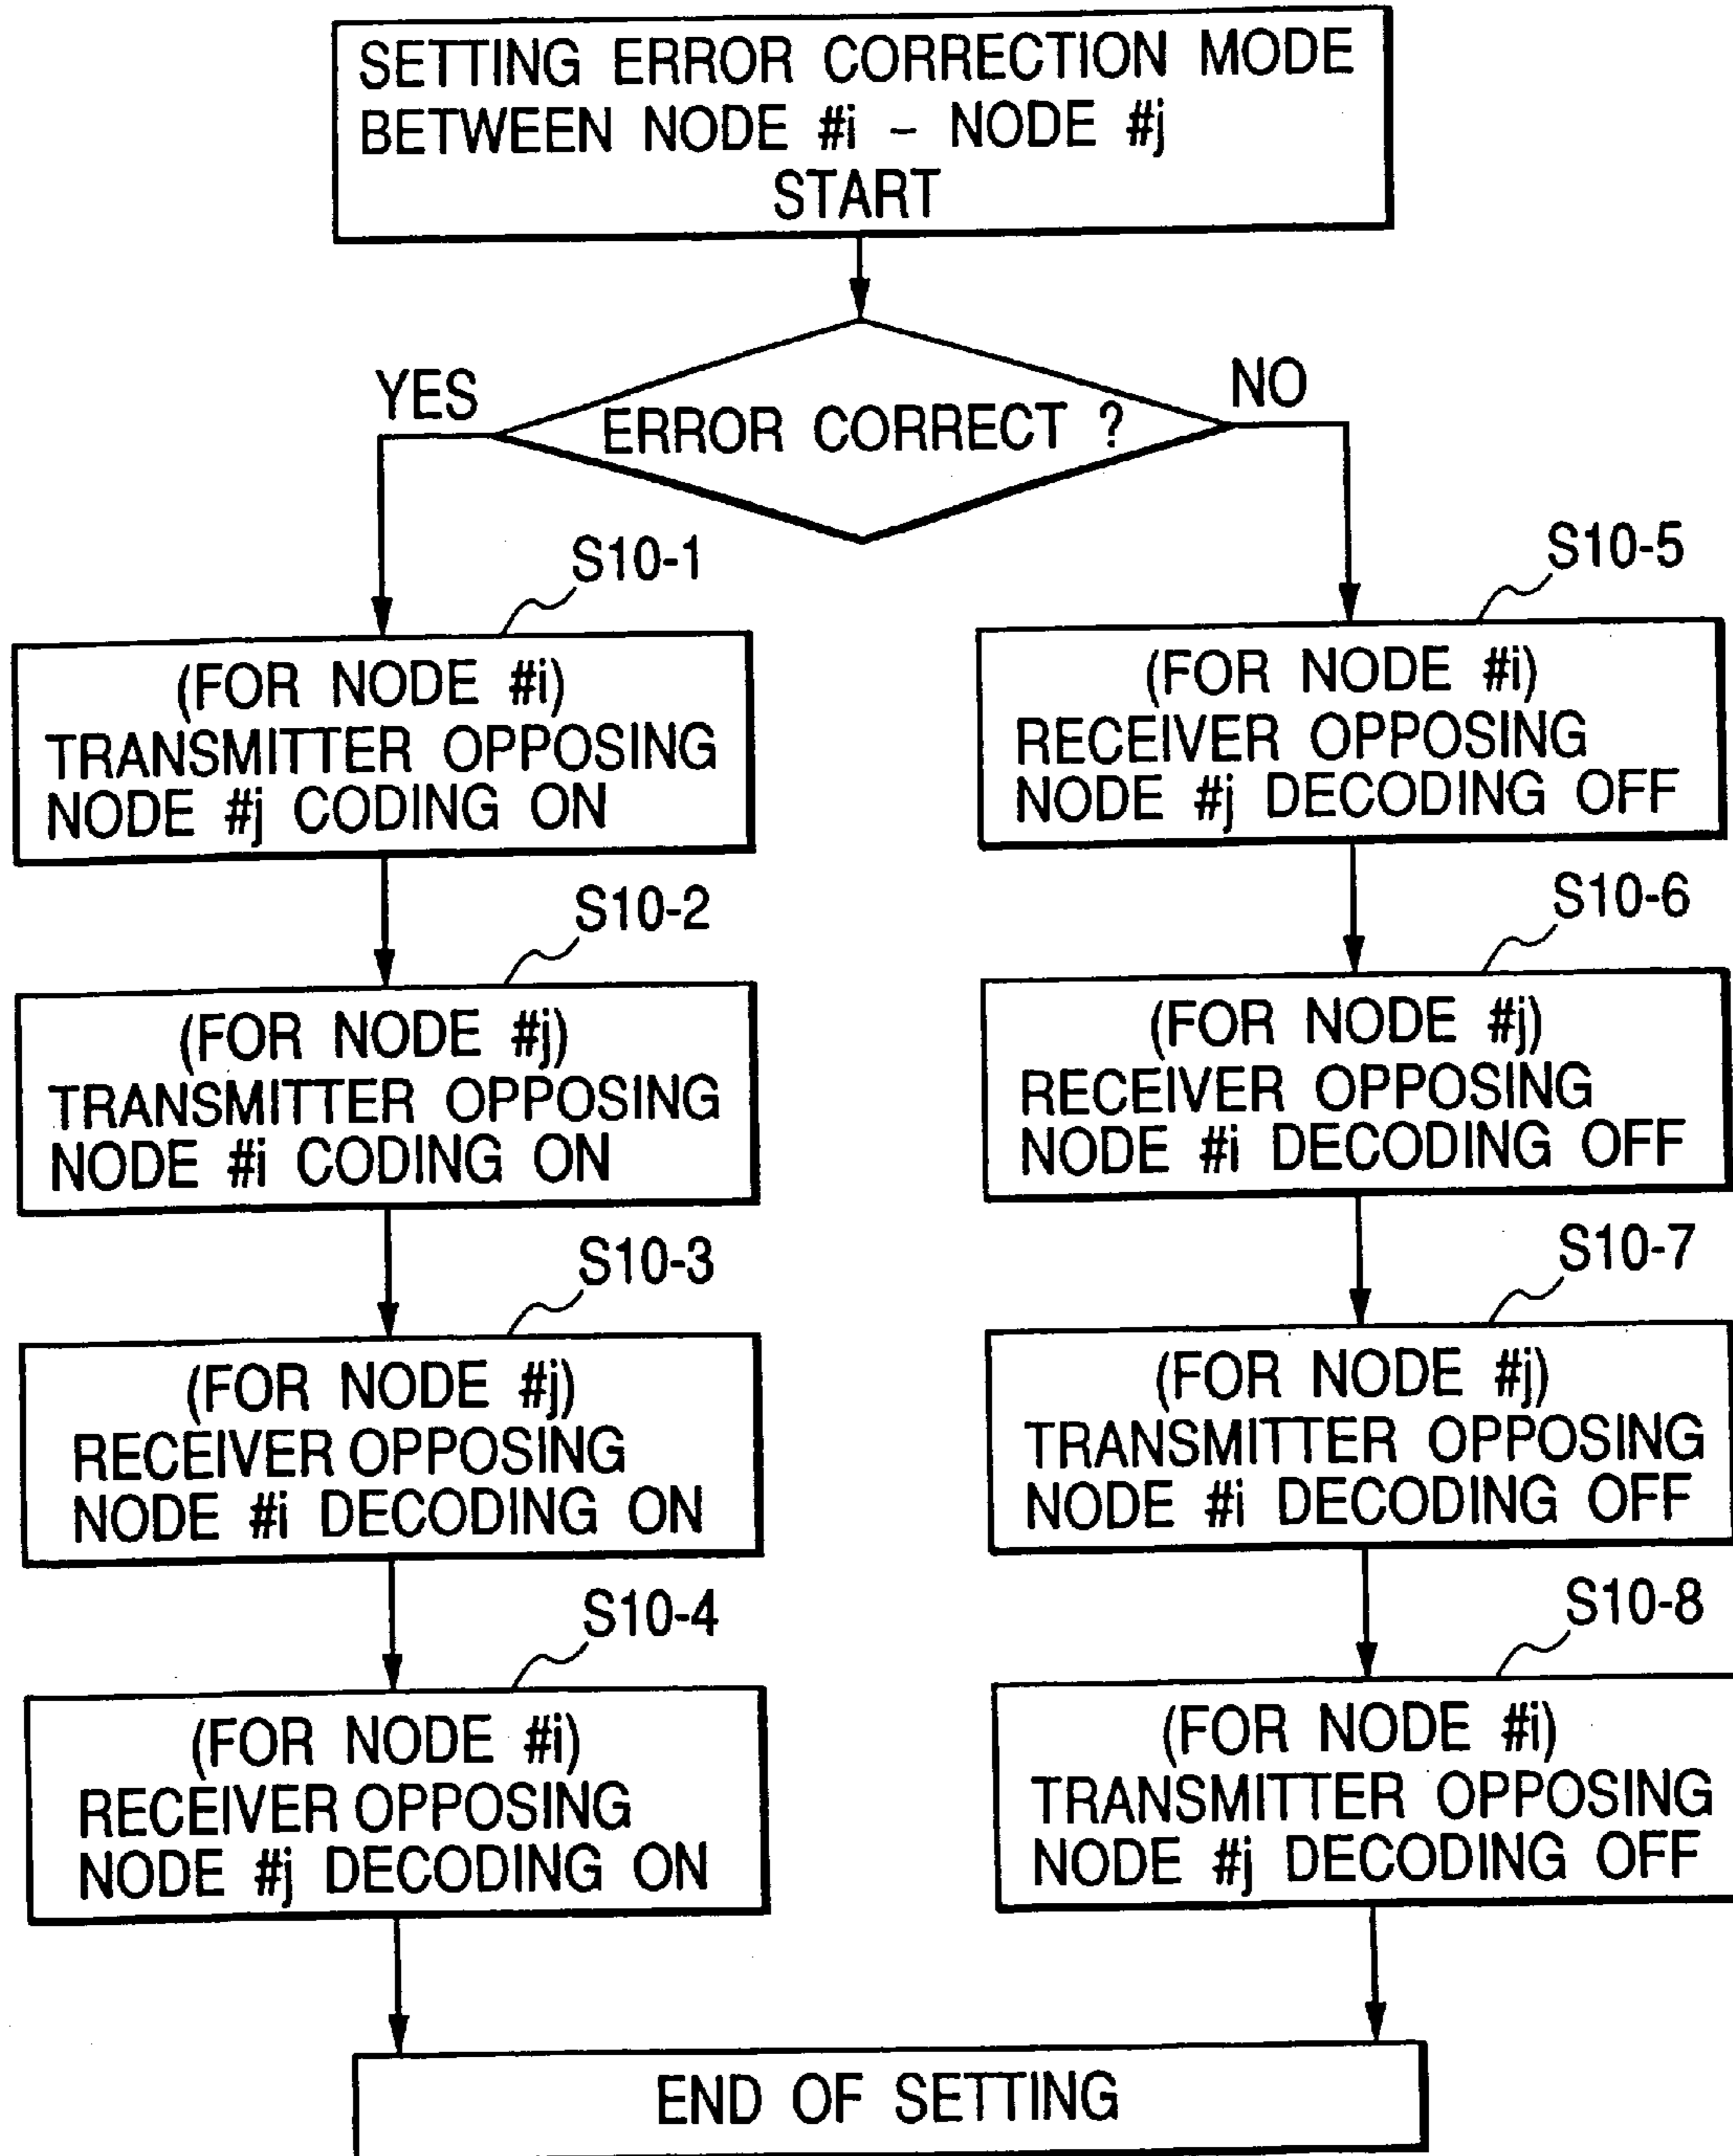 SETTING ERROR CORRECTION MODE
BETWEEN NODE #i – NODE #j
START
YES
ERROR CORRECT ?
NO
S10-1
(FOR NODE #i)
TRANSMITTER OPPOSING
NODE #j CODING ON
S10-2
(FOR NODE #j)
TRANSMITTER OPPOSING
NODE #i CODING ON
S10-3
(FOR NODE #j)
RECEIVER OPPOSING
NODE #i DECODING ON
S10-4
(FOR NODE #i)
RECEIVER OPPOSING
NODE #j DECODING ON
S10-5
(FOR NODE #i)
RECEIVER OPPOSING
NODE #j DECODING OFF
S10-6
(FOR NODE #j)
RECEIVER OPPOSING
NODE #i DECODING OFF
S10-7
(FOR NODE #j)
TRANSMITTER OPPOSING
NODE #i DECODING OFF
S10-8
(FOR NODE #i)
TRANSMITTER OPPOSING
NODE #j DECODING OFF
END OF SETTING